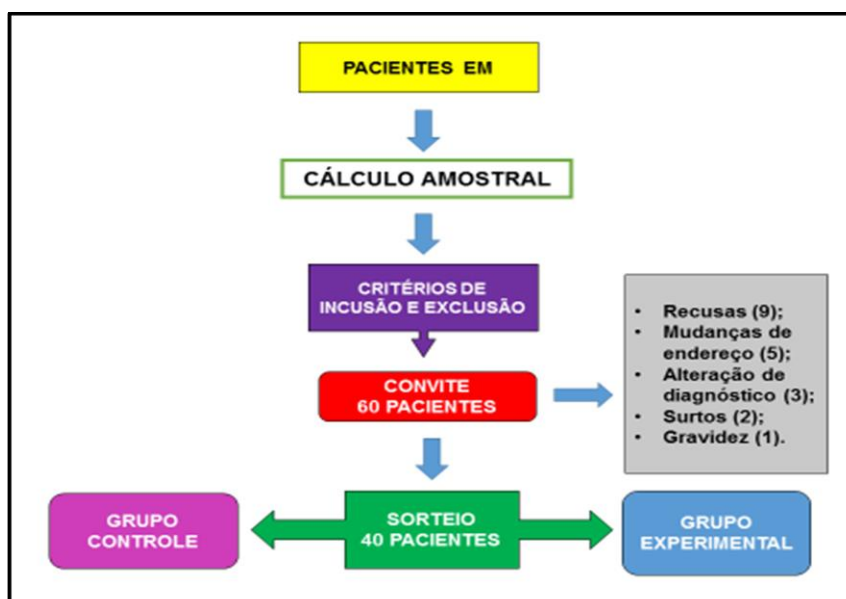 PACIENTES EM
CÁLCULO AMOSTRAL
CRITÉRIOS DE
INCUSÃO E EXCLUSÃO
CONVITE
60 PACIENTES
• Recusas (9);
• Mudanças de
endereço (5);
• Alteração de
diagnóstico (3);
• Surtos (2);
• Gravidez (1).
GRUPO
CONTROLE
SORTEIO
40 PACIENTES
GRUPO
EXPERIMENTAL